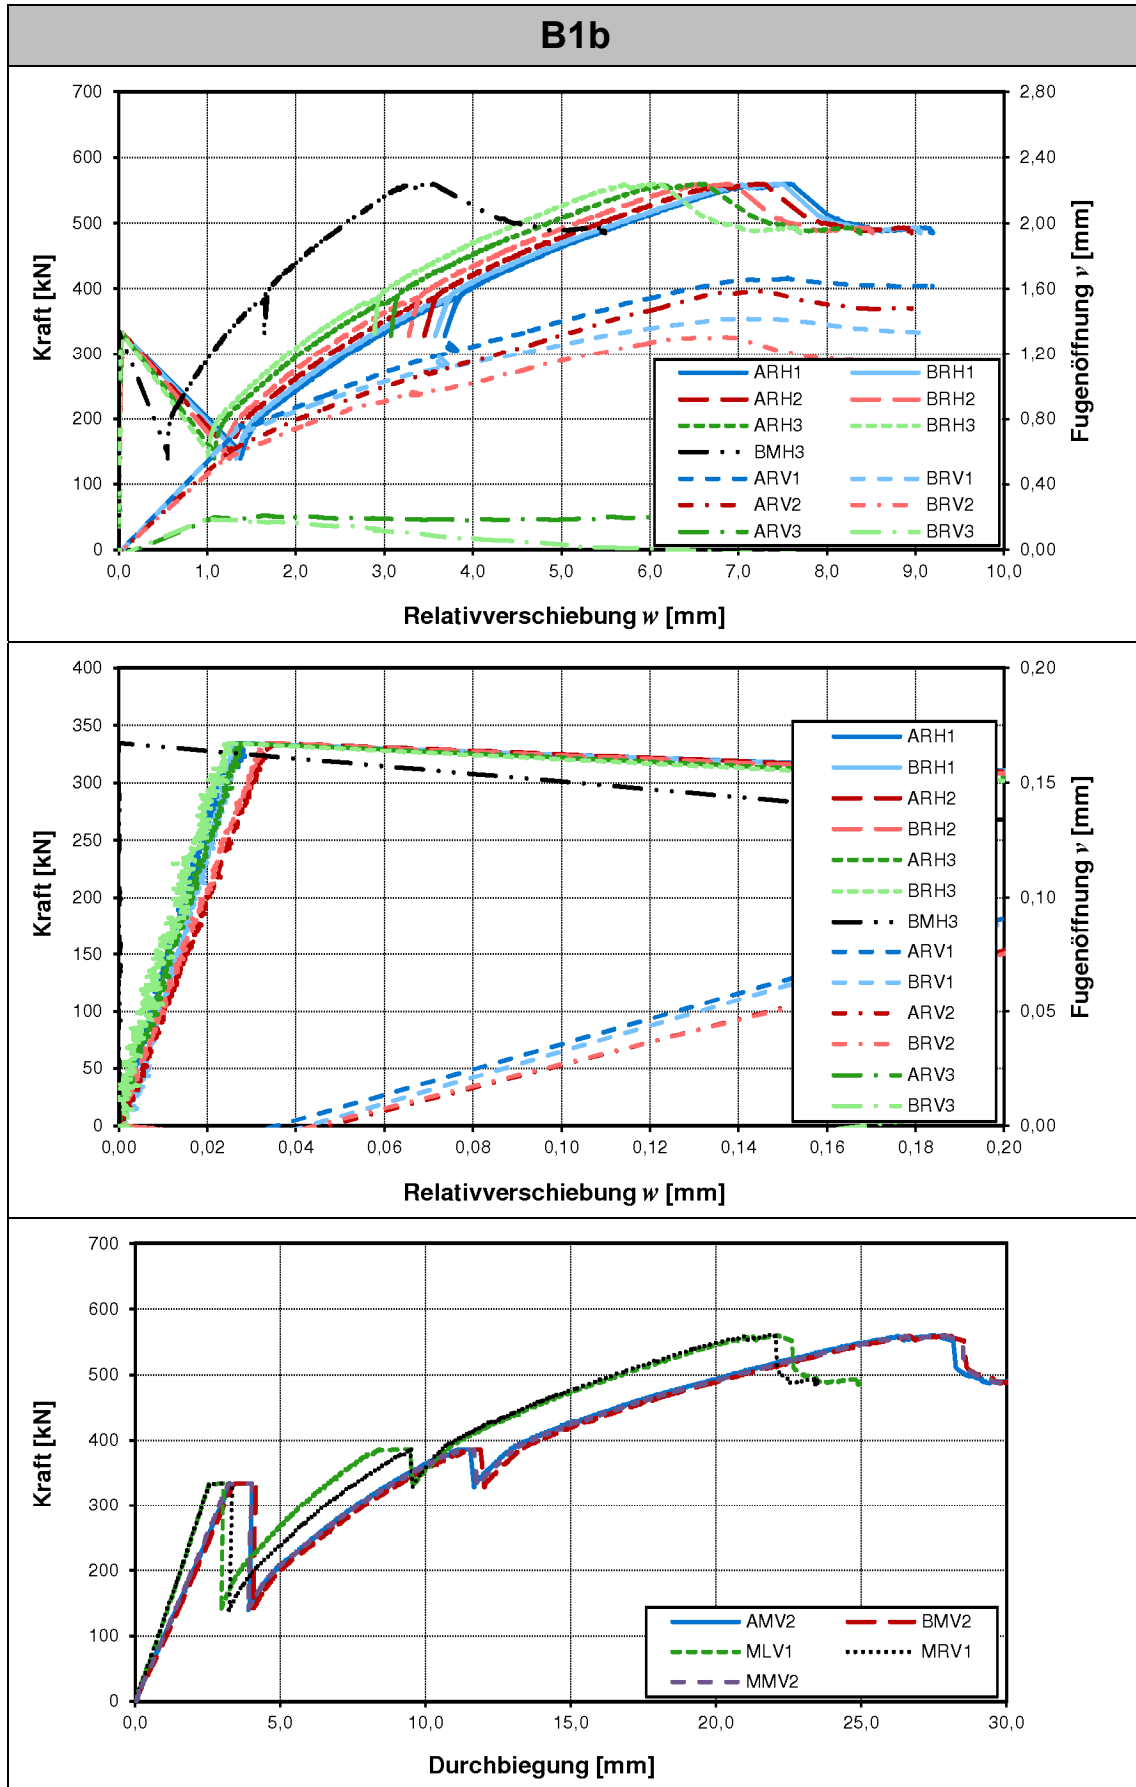 B1b
700 2,80
600 2,40
500 2,00
400 1,60
300 1,20
200 0,80
100 0,40
0 0,00
Kraft [kN]
Fugenöffnung v [mm]
ARH1 BRH1
ARH2 BRH2
ARH3 BRH3
BMH3
ARV1 BRV1
ARV2 BRV2
ARV3 BRV3
0,0 1,0 2,0 3,0 4,0 5,0 6,0 7,0 8,0 9,0 10,0
Relativverschiebung w [mm]
400 0,20
350
300 0,15
250
200 0,10
150
100 0,05
50
0 0,00
Kraft [kN]
Fugenöffnung v [mm]
ARH1
BRH1
ARH2
BRH2
ARH3
BRH3
BMH3
ARV1
BRV1
ARV2
BRV2
ARV3
BRV3
0,00 0,02 0,04 0,06 0,08 0,10 0,12 0,14 0,16 0,18 0,20
Relativverschiebung w [mm]
700
600
500
400
300
200
100
0
Kraft [kN]
AMV2 BMV2
MLV1 MRV1
MMV2
0,0 5,0 10,0 15,0 20,0 25,0 30,0
Durchbiegung [mm]